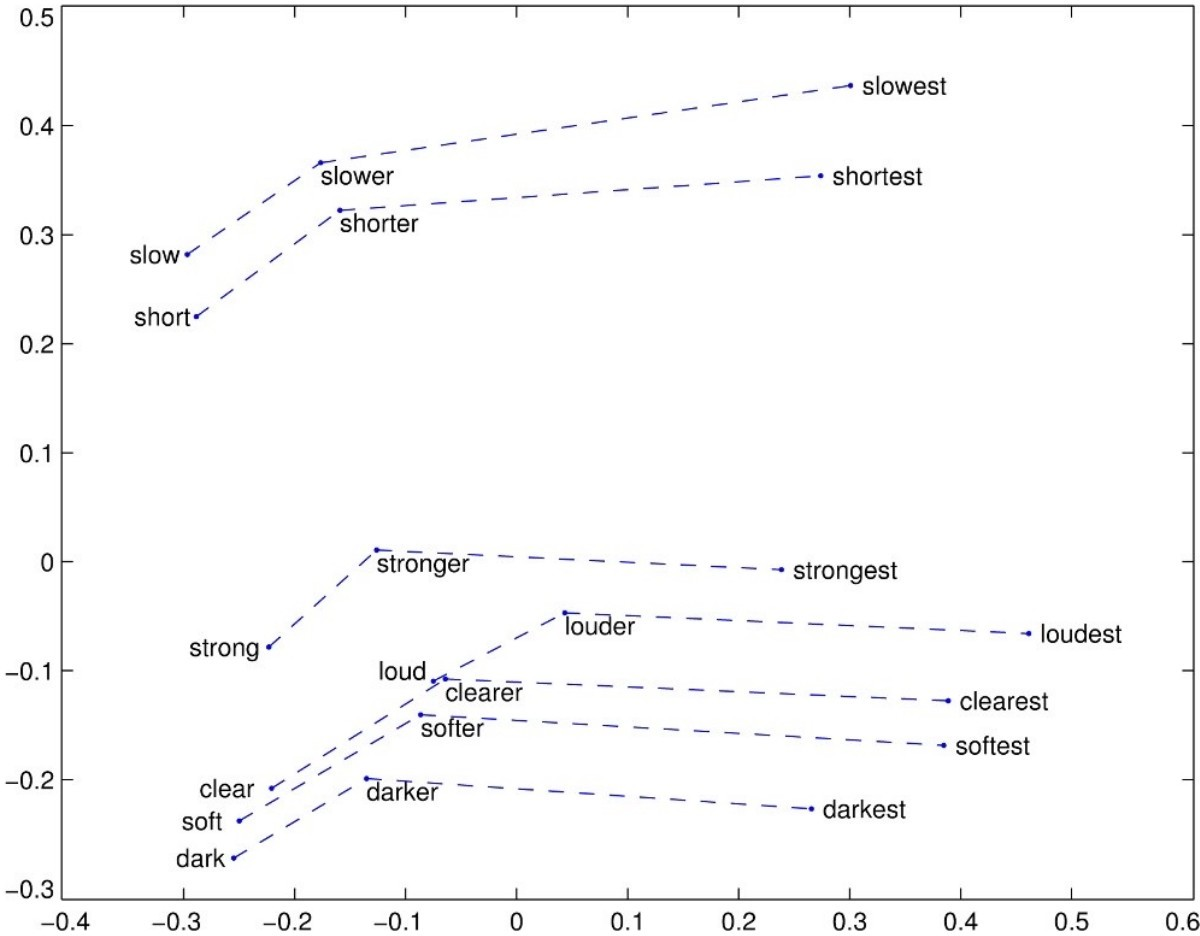 0.5
slowest
0.4
slower
shortest
shorter
0.3
slow
short
0.2
0.1
0
stronger
strongest
louder
strong
loudest
loud
−0.1
clearer
clearest
softer
softest
−0.2
clear
darker
darkest
soft
dark
−0.3
−0.4 −0.3 −0.2 −0.1 0 0.1 0.2 0.3 0.4 0.5 0.6